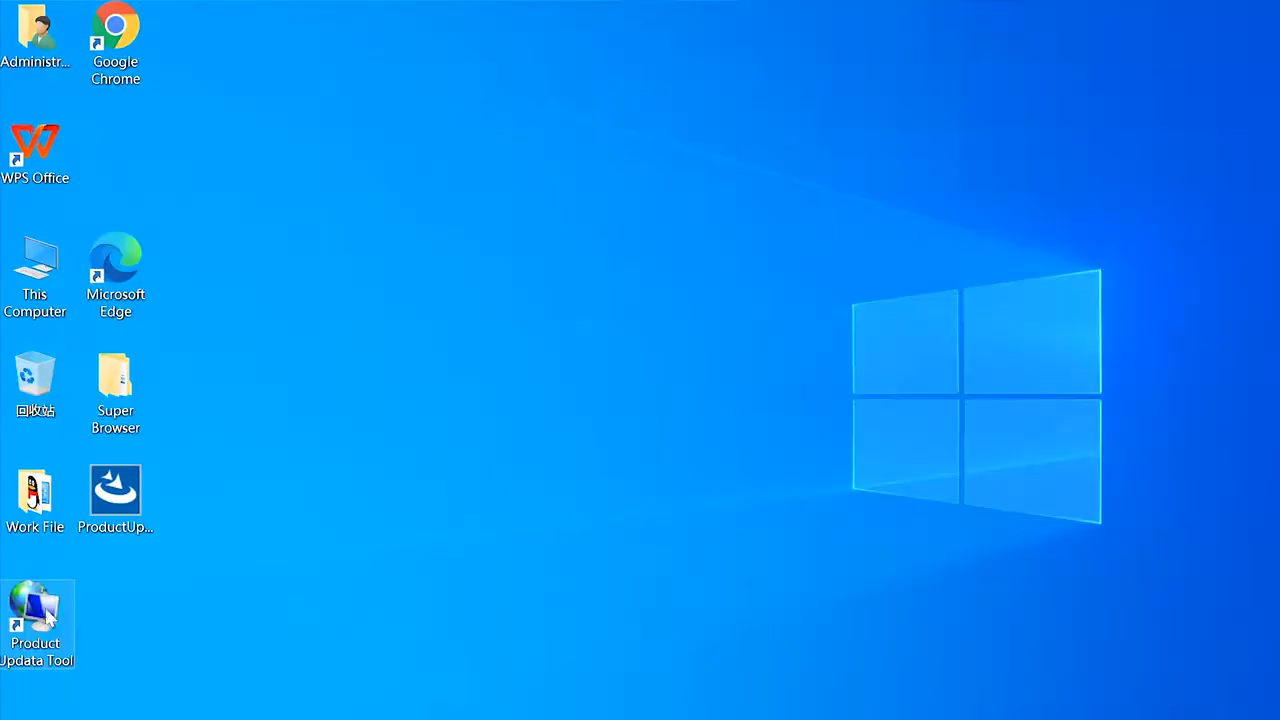 Administr...
Google
Chrome
WPS Office
This
Computer
Microsoft
Edge
回收站
Super
Browser
Work File
ProductUp...
Product
Updata Tool